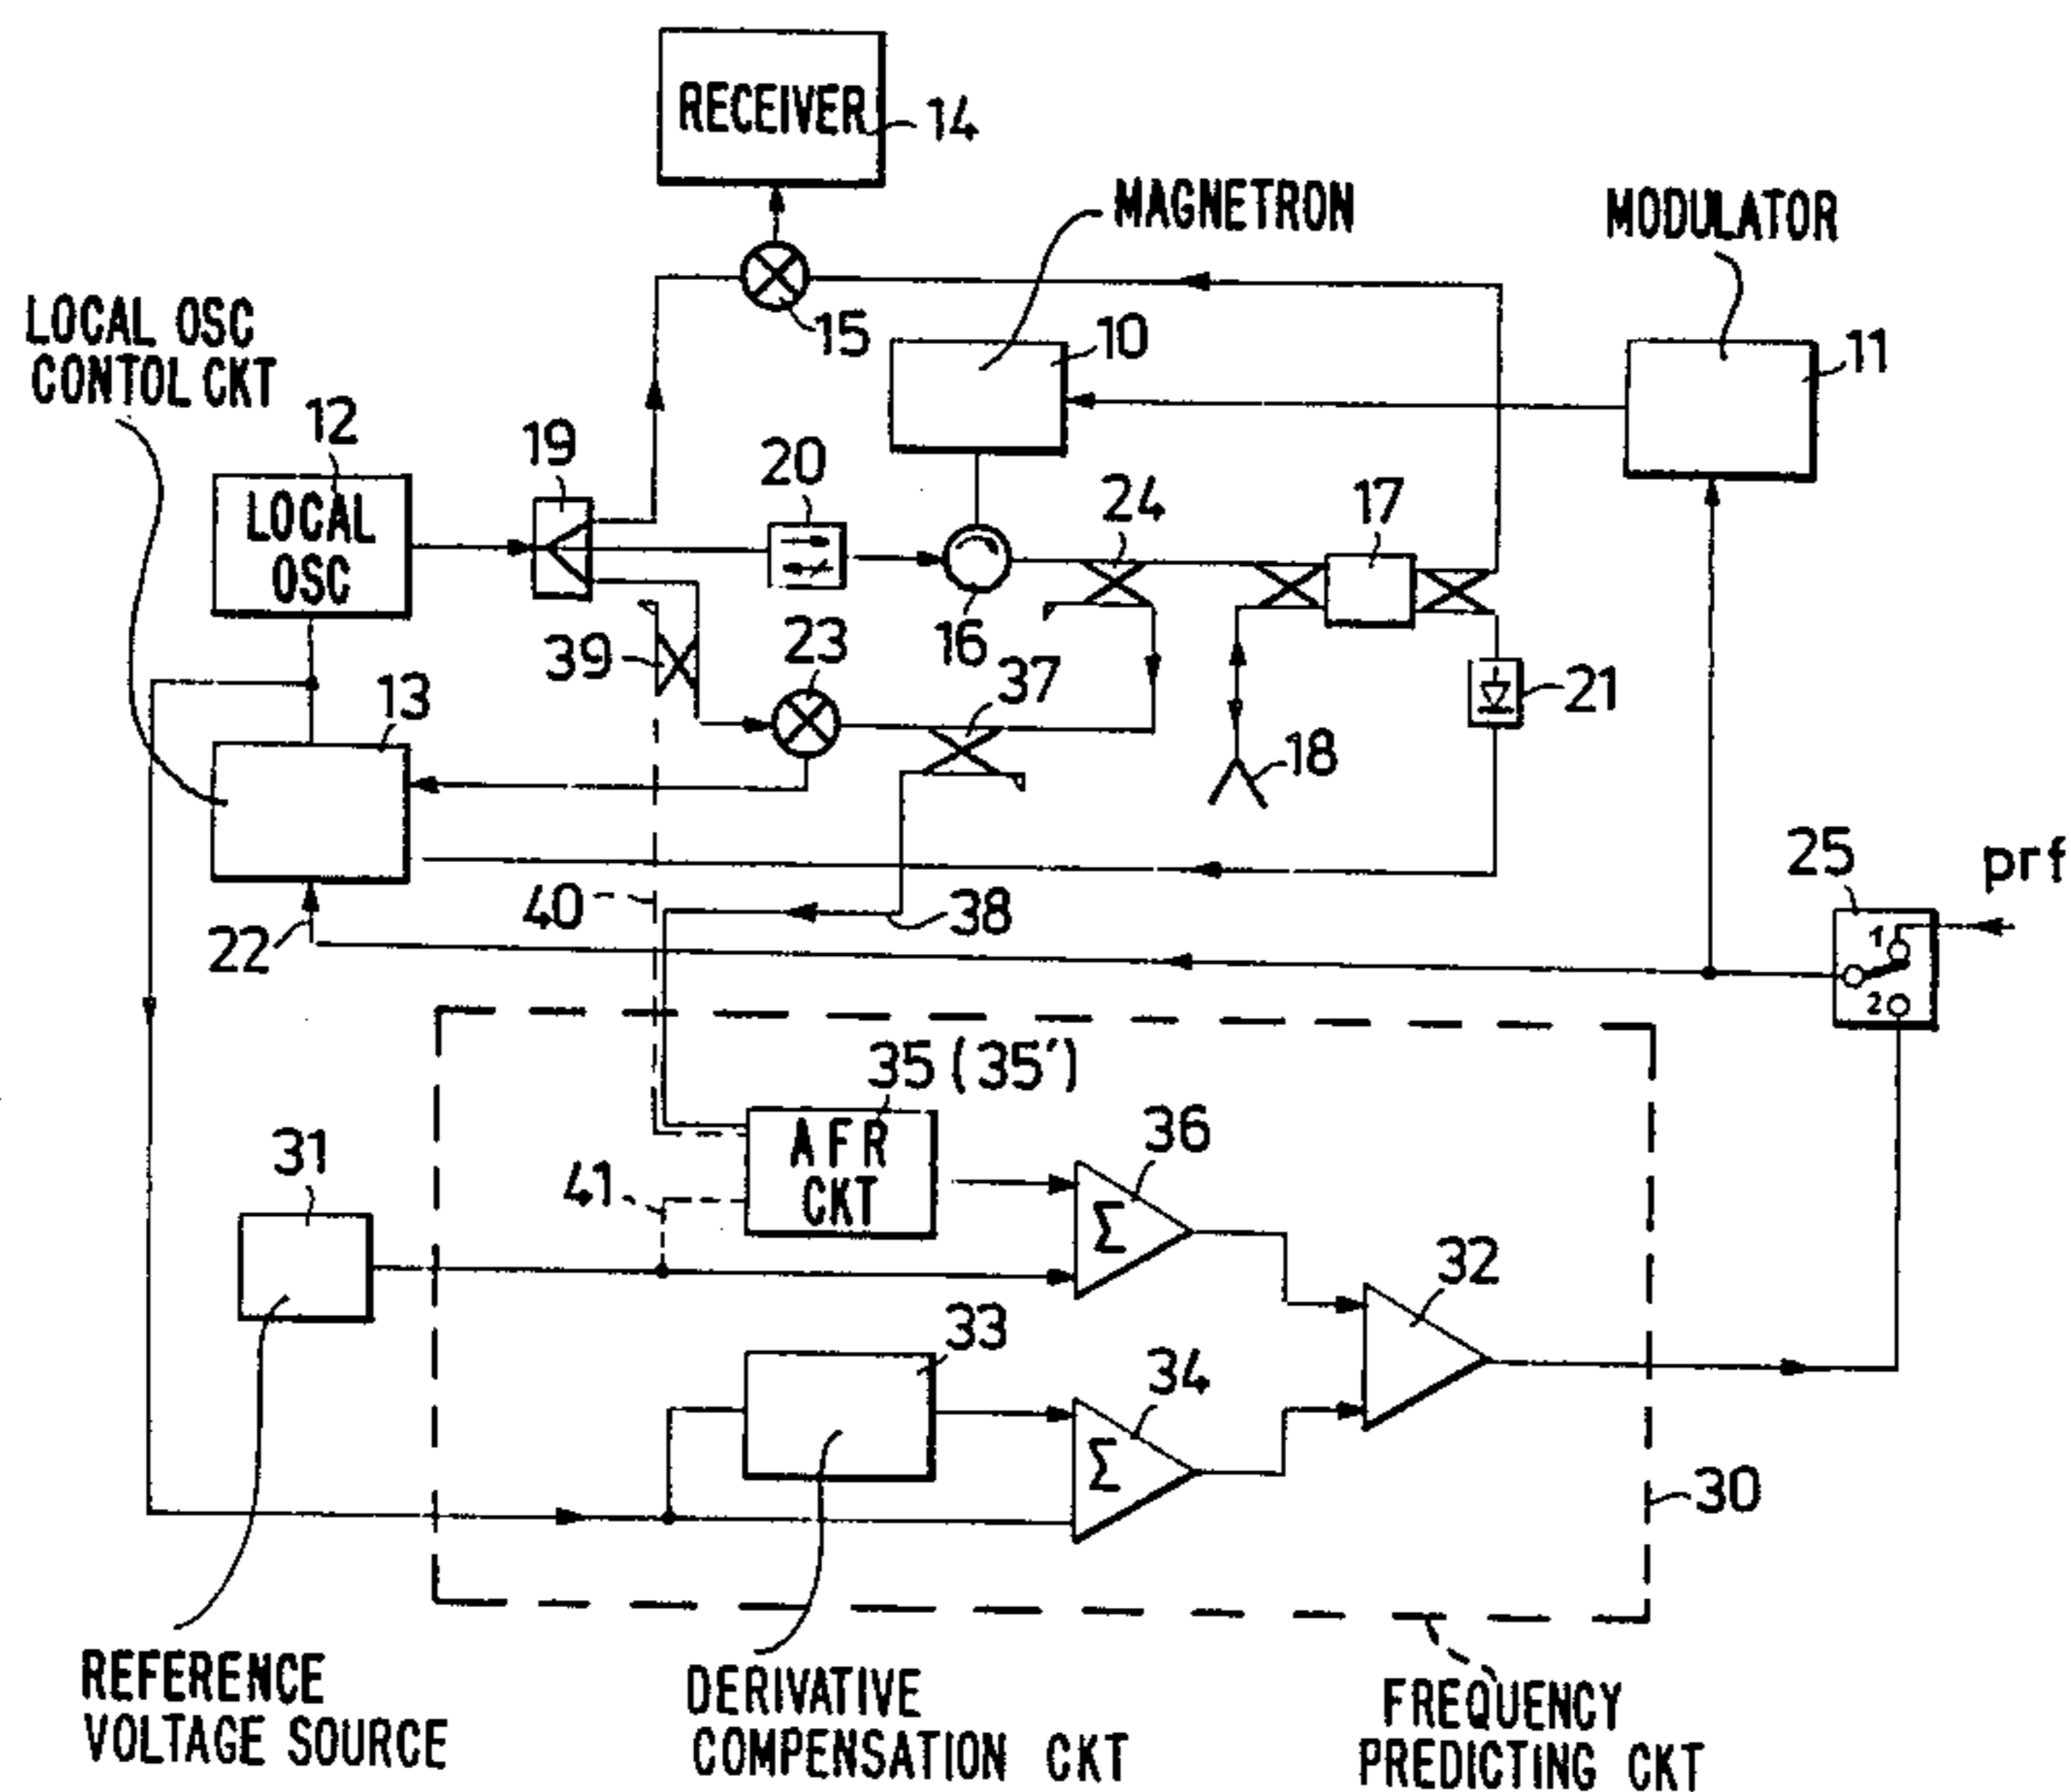 RECEIVER
14
MAGNETRON
MODULATOR
15
10
11
LOCAL OSC
CONTOL CKT
12
19
20
24
17
LOCAL
OSC
16
39
23
37
21
13
18
25
prf
40
38
22
1
2
35 (35')
31
41
AFR
CKT
36
Σ
32
33
34
Σ
30
REFERENCE
VOLTAGE SOURCE
DERIVATIVE
COMPENSATION CKT
FREQUENCY
PREDICTING CKT